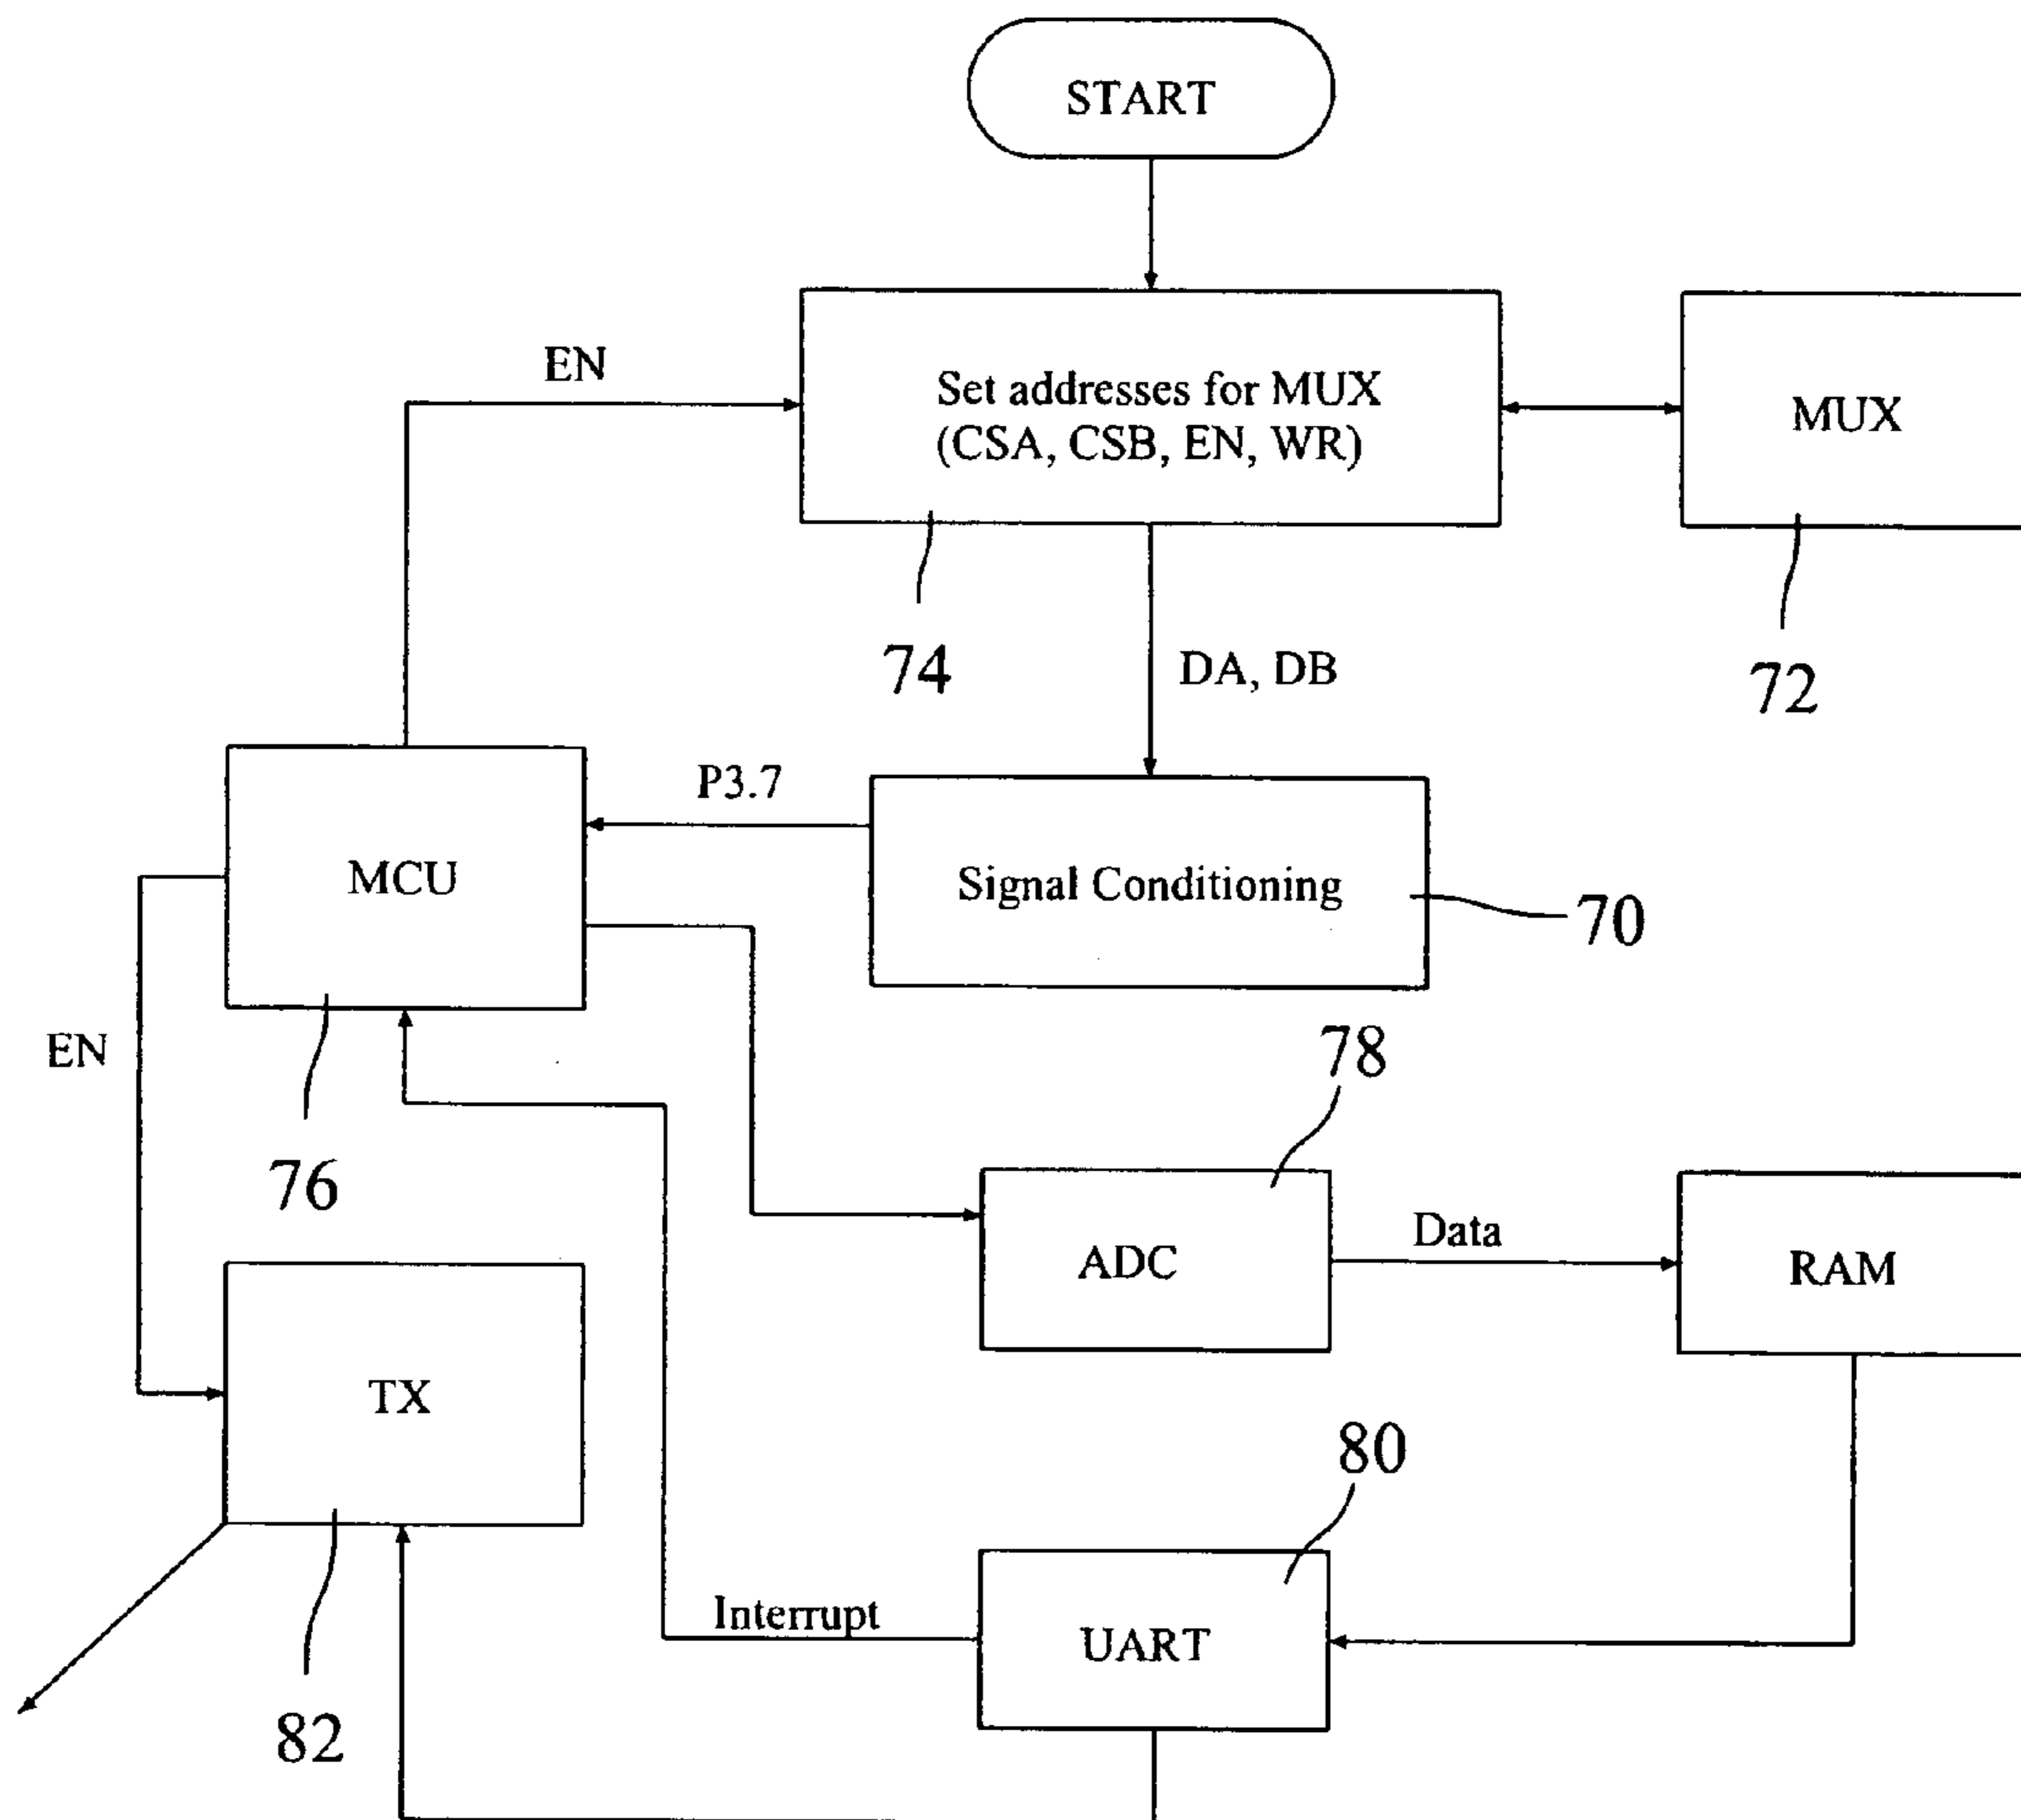 START
EN
Set addresses for MUX
(CSA, CSB, EN, WR)
MUX
74
DA, DB
72
P3.7
MCU
Signal Conditioning
70
EN
78
76
ADC
Data
RAM
TX
80
Interrupt
UART
82